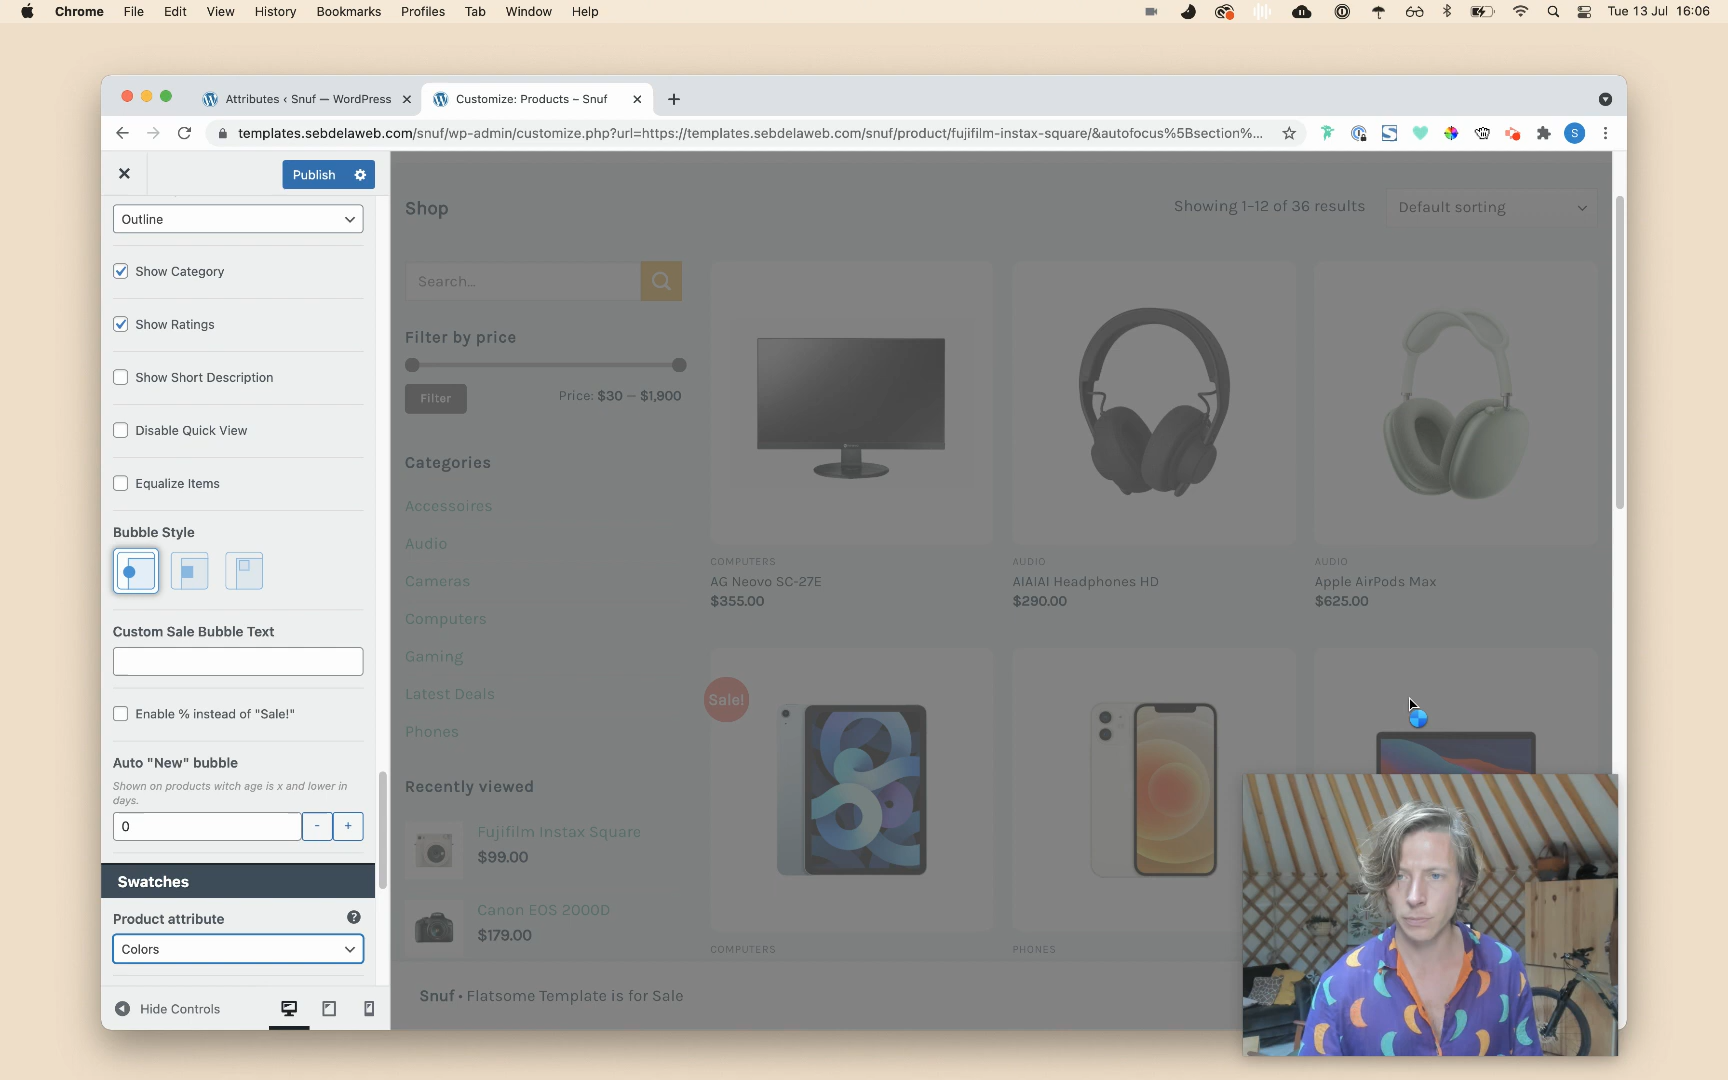 Chrome File Edit View History Bookmarks Profiles Tab Window Help Tue 13 Jul 16:06
Attributes ‹ Snuf — WordPress
Customize: Products – Snuf
templates.sebdelaweb.com/snuf/wp-admin/customize.php?url=https://templates.sebdelaweb.com/snuf/product/fujifilm-instax-square/&autofocus%5Bsection%...
S
Publish
Outline
Show Category
Show Ratings
Show Short Description
Disable Quick View
Equalize Items
Bubble Style
Custom Sale Bubble Text
Enable % instead of "Sale!"
Auto "New" bubble
Shown on products witch age is x and lower in
days.
0 - +
Swatches
Product attribute ?
Colors
Hide Controls
Shop
Showing 1–12 of 36 results
Default sorting
Search...
Filter by price
Filter
Price: $30 — $1,900
Categories
Accessoires
Audio
Cameras
Computers
Gaming
Latest Deals
Phones
Recently viewed
Fujifilm Instax Square
$99.00
Canon EOS 2000D
$179.00
COMPUTERS
AG Neovo SC-27E
$355.00
AUDIO
AIAIAI Headphones HD
$290.00
AUDIO
Apple AirPods Max
$625.00
Sale!
COMPUTERS
PHONES
Snuf • Flatsome Template is for Sale